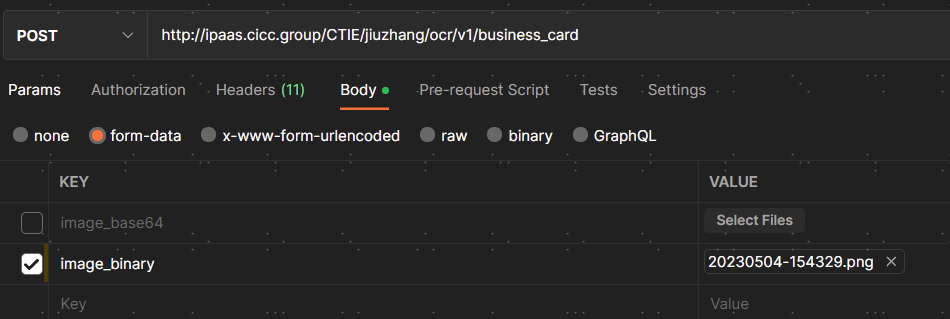 POST http://ipaas.cicc.group/CTIE/jiuzhang/ocr/v1/business_card
Params Authorization Headers (11) Body Pre-request Script Tests Settings
none form-data x-www-form-urlencoded raw binary GraphQL
KEY VALUE
image_base64 Select Files
image_binary 20230504-154329.png
Key Value